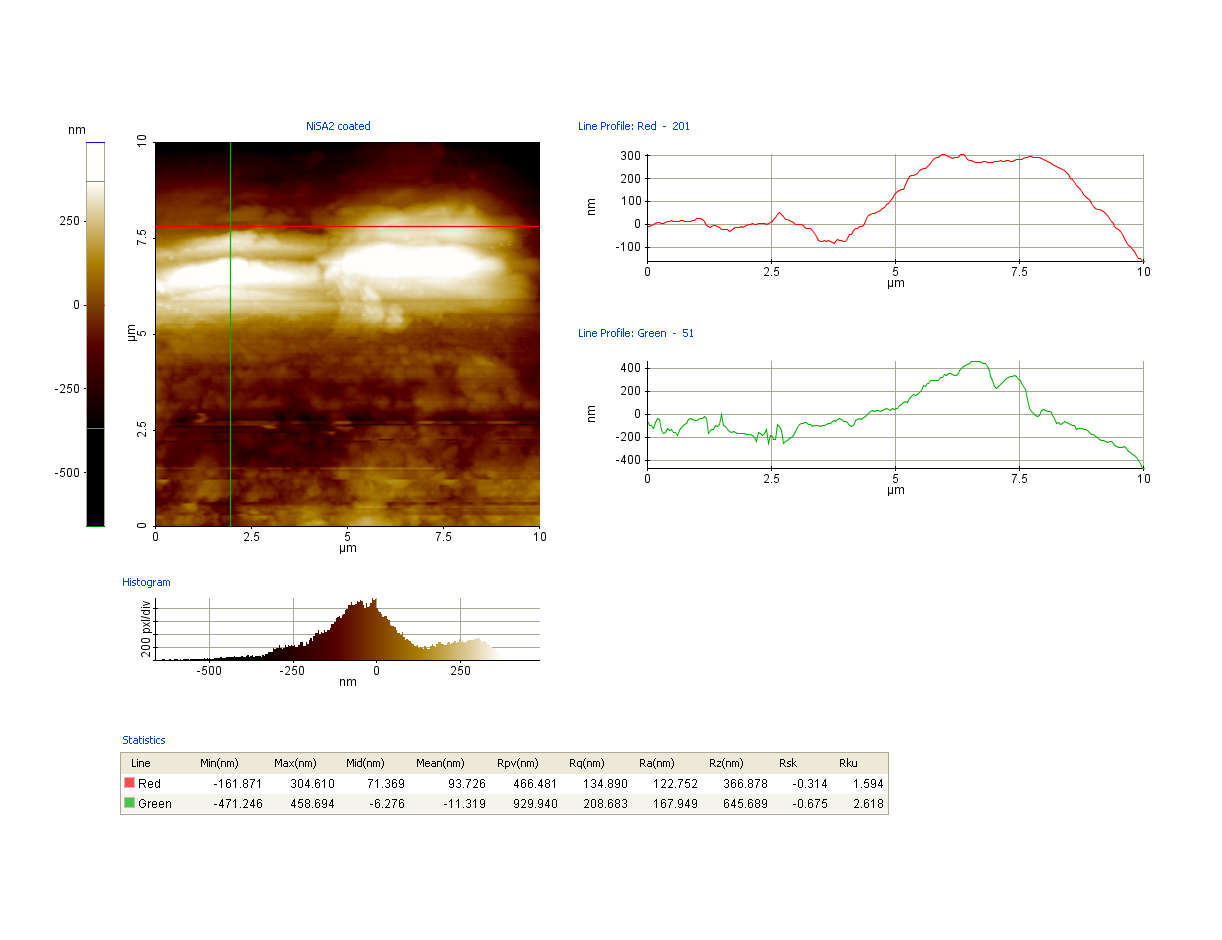 nm
NiSA2 coated
250
0
-250
-500
10
7.5
5
2.5
0
µm
0 2.5 5 7.5 10
µm
Line Profile: Red - 201
300
200
100
0
-100
nm
0 2.5 5 7.5 10
µm
Line Profile: Green - 51
400
200
0
-200
-400
nm
0 2.5 5 7.5 10
µm
Histogram
200 pxl/div
-500 -250 0 250
nm
Statistics
Line Min(nm) Max(nm) Mid(nm) Mean(nm) Rpv(nm) Rq(nm) Ra(nm) Rz(nm) Rsk Rku
Red -161.871 304.610 71.369 93.726 466.481 134.890 122.752 366.878 -0.314 1.594
Green -471.246 458.694 -6.276 -11.319 929.940 208.683 167.949 645.689 -0.675 2.618